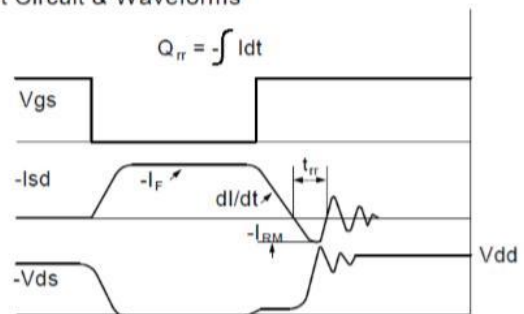 t Circuit & Waveforms
Qrr = -∫ Idt
Vgs
-Isd
-IF
trr
dI/dt
-IRM
Vdd
-Vds